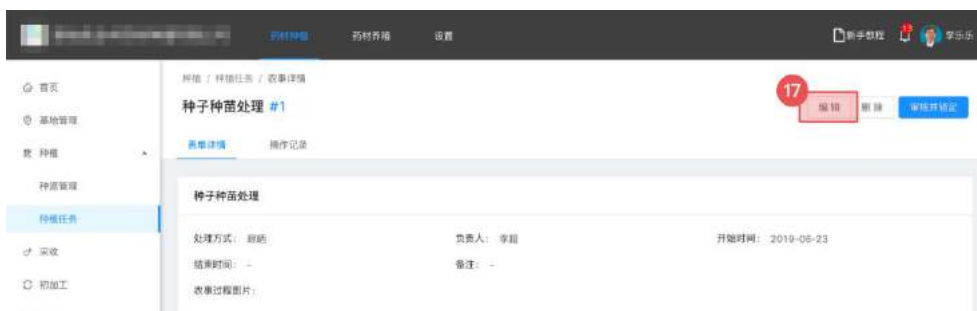 药材种植 药材养殖 设置 新手教程 13 李乐乐
首页
基地管理
种植
种源管理
种植任务
采收
初加工
种植 / 种植任务 / 农事详情
种子种苗处理 #1
17
编辑 删除 审核并锁定
表单详情 操作记录
种子种苗处理
处理方式: 晾晒 负责人: 李超 开始时间: 2019-06-23
结束时间: - 备注: -
农事过程图片: